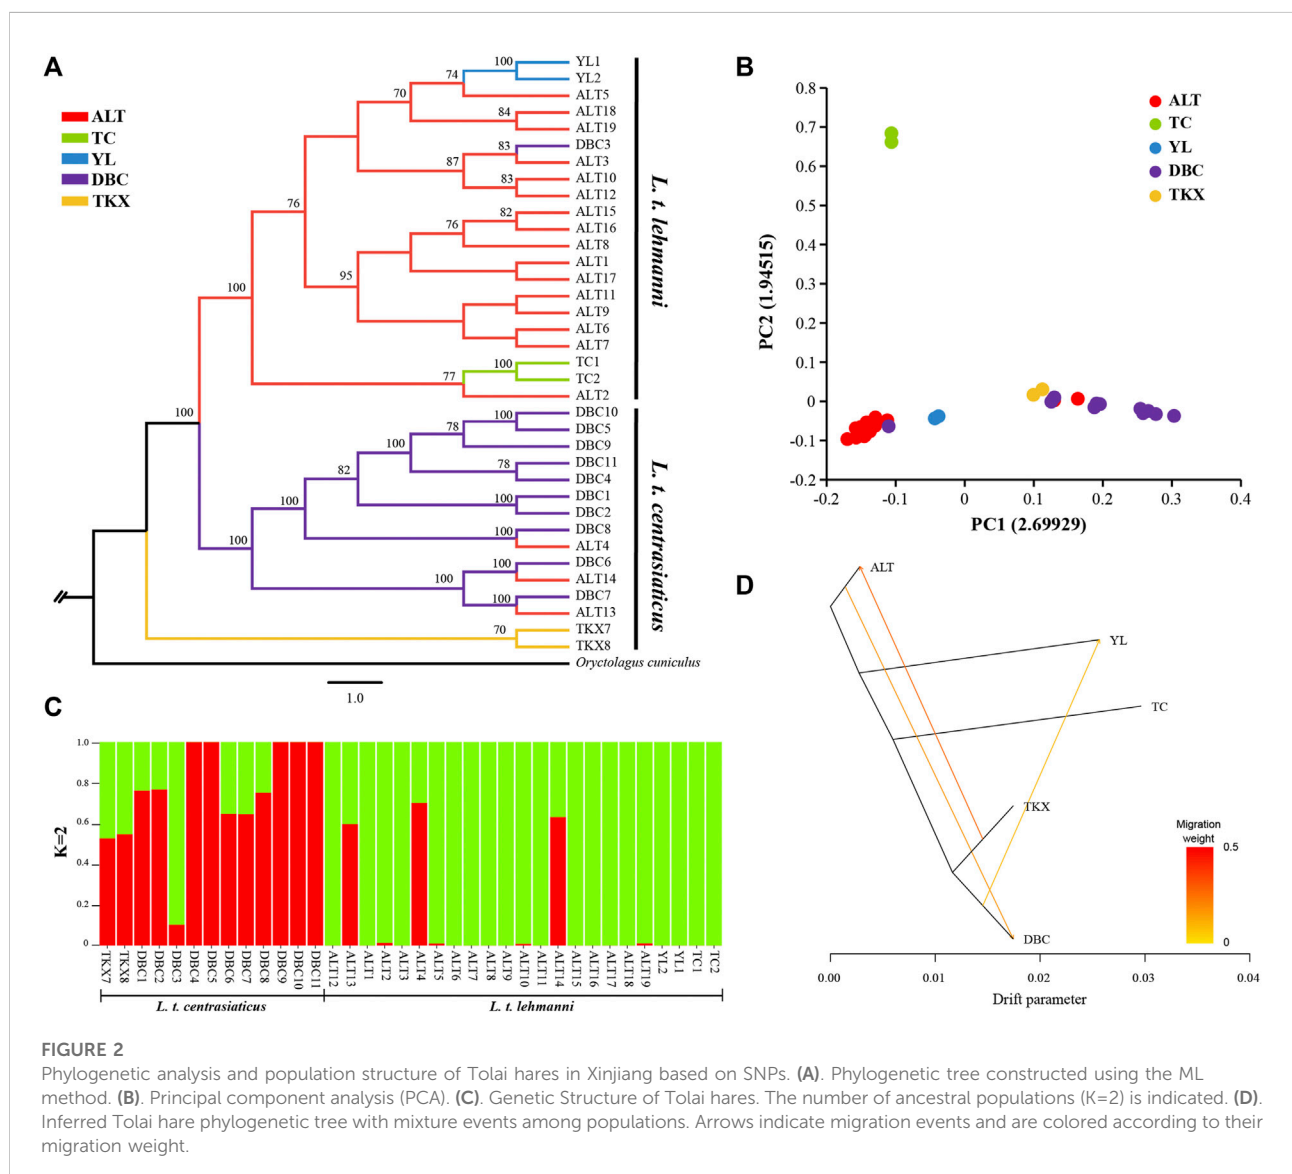 A
ALT
TC
YL
DBC
TKX
100
74
70
84
83
87
83
76
82
76
95
100
100
77
100
100
78
100
78
82
100
100
100
100
100
100
100
70
YL1
YL2
ALT5
ALT18
ALT19
DBC3
ALT3
ALT10
ALT12
ALT15
ALT16
ALT8
ALT1
ALT17
ALT11
ALT9
ALT6
ALT7
TC1
TC2
ALT2
DBC10
DBC5
DBC9
DBC11
DBC4
DBC1
DBC2
DBC8
ALT4
DBC6
ALT14
DBC7
ALT13
TKX7
TKX8
Oryctolagus cuniculus
L. t. lehmanni
L. t. centrasiaticus
1.0
B
ALT
TC
YL
DBC
TKX
0.8
0.7
0.6
0.5
0.4
0.3
0.2
0.1
0
-0.1
-0.2
PC2 (1.94515)
-0.2 -0.1 0 0.1 0.2 0.3 0.4
PC1 (2.69929)
C
1.0
0.8
0.6
0.4
0.2
0
K=2
TKX7 TKX8 DBC1 DBC2 DBC3 DBC4 DBC5 DBC6 DBC7 DBC8 DBC9 DBC10 DBC11 ALT12 ALT13 ALT1 ALT2 ALT3 ALT4 ALT5 ALT6 ALT7 ALT8 ALT9 ALT10 ALT11 ALT14 ALT15 ALT16 ALT17 ALT18 ALT19 YL2 YL1 TC1 TC2
L. t. centrasiaticus L. t. lehmanni
D
ALT
YL
TC
TKX
DBC
Migration
weight
0.5
0
0.00 0.01 0.02 0.03 0.04
Drift parameter
FIGURE 2
Phylogenetic analysis and population structure of Tolai hares in Xinjiang based on SNPs. (A). Phylogenetic tree constructed using the ML
method. (B). Principal component analysis (PCA). (C). Genetic Structure of Tolai hares. The number of ancestral populations (K=2) is indicated. (D).
Inferred Tolai hare phylogenetic tree with mixture events among populations. Arrows indicate migration events and are colored according to their
migration weight.